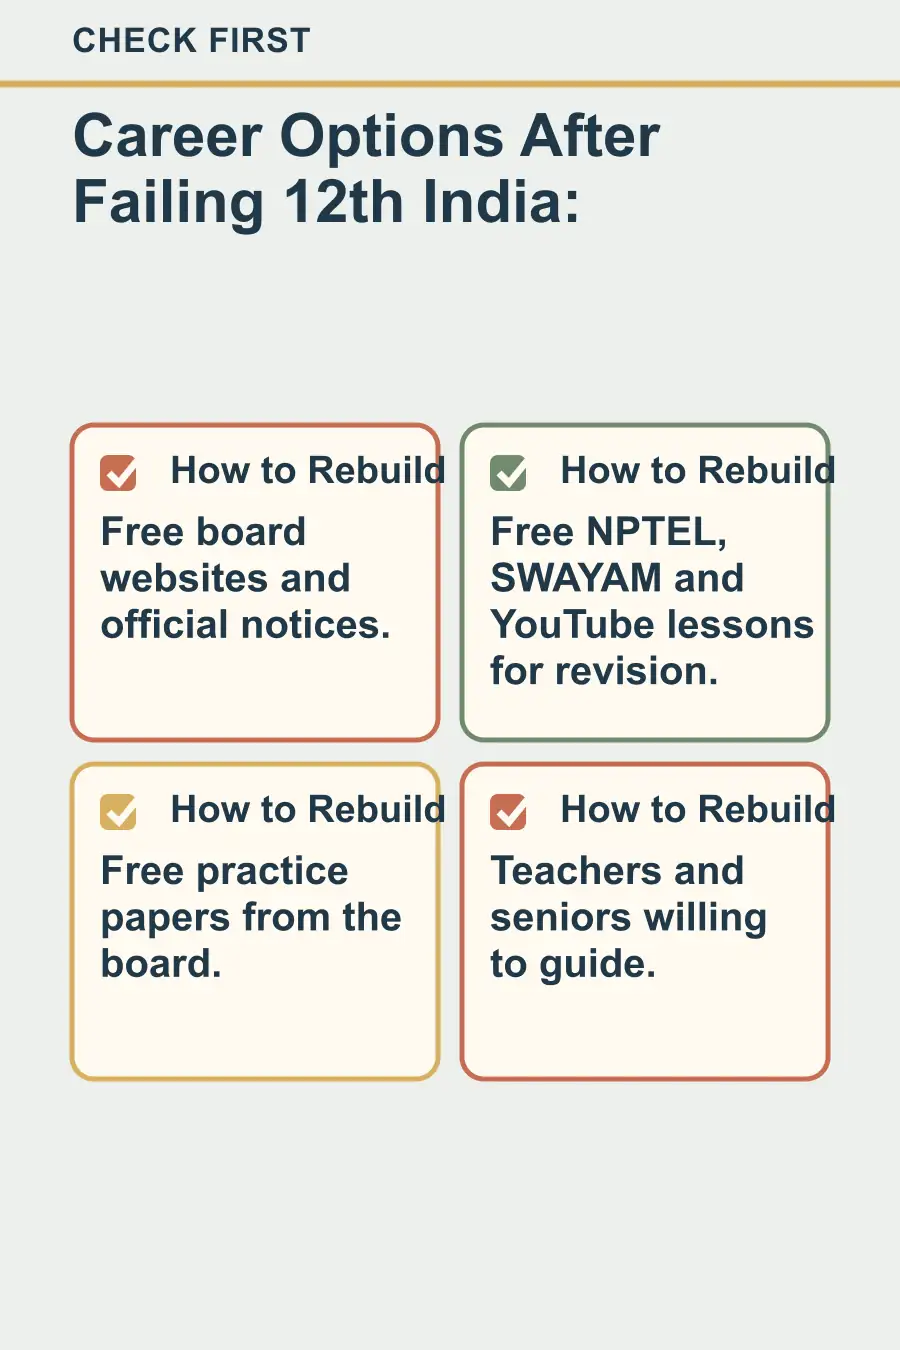 CHECK FIRST
Career Options After
Failing 12th India:
How to Rebuild
Free board
websites and
official notices.
How to Rebuild
Free NPTEL,
SWAYAM and
YouTube lessons
for revision.
How to Rebuild
Free practice
papers from the
board.
How to Rebuild
Teachers and
seniors willing
to guide.